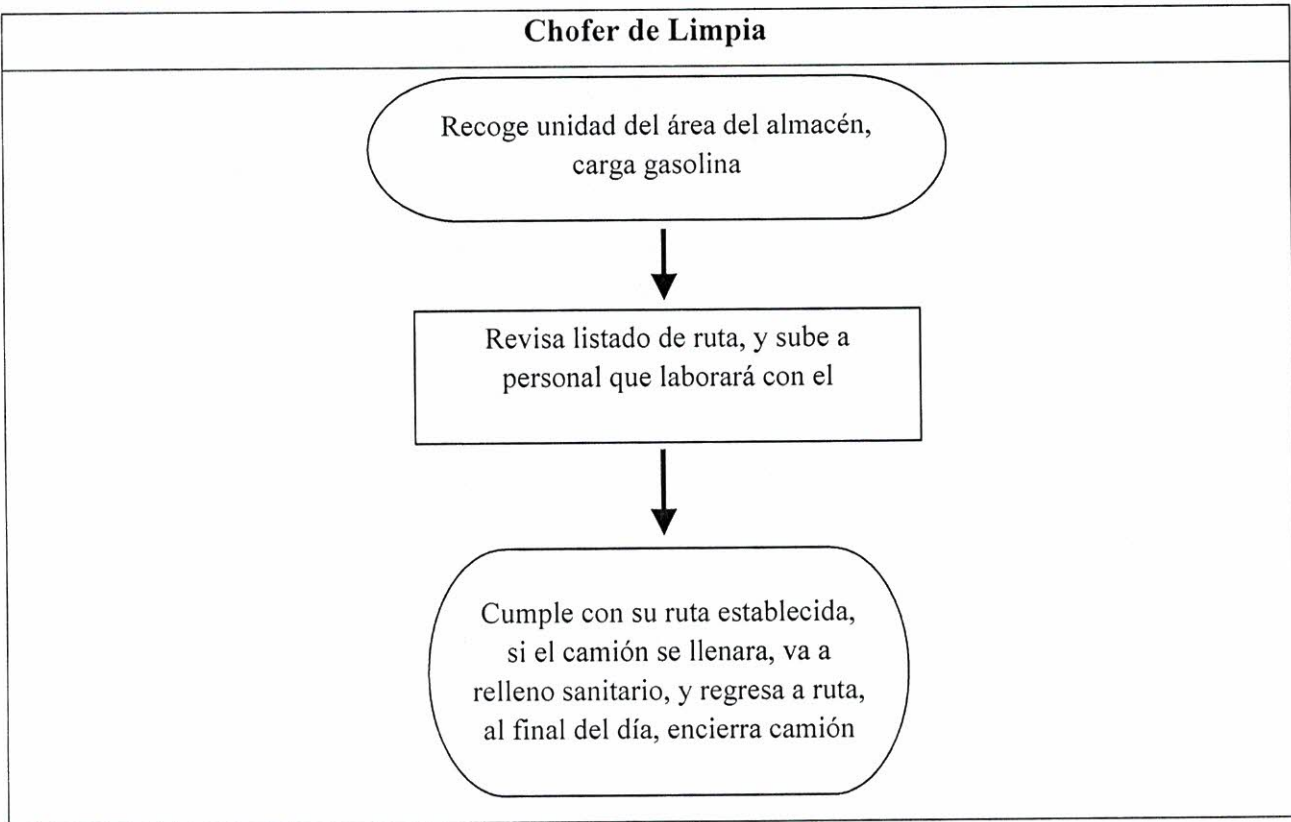 Chofer de Limpia
Recoge unidad del área del almacén,
carga gasolina
Revisa listado de ruta, y sube a
personal que laborará con el
Cumple con su ruta establecida,
si el camión se llenara, va a
relleno sanitario, y regresa a ruta,
al final del día, encierra camión